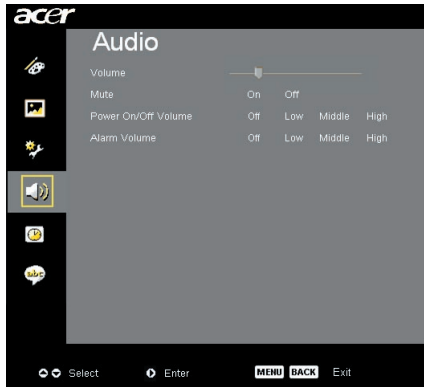 acer
Audio
Volume
Mute On Off
Power On/Off Volume Off Low Middle High
Alarm Volume Off Low Middle High
abc
Select Enter MENU BACK Exit